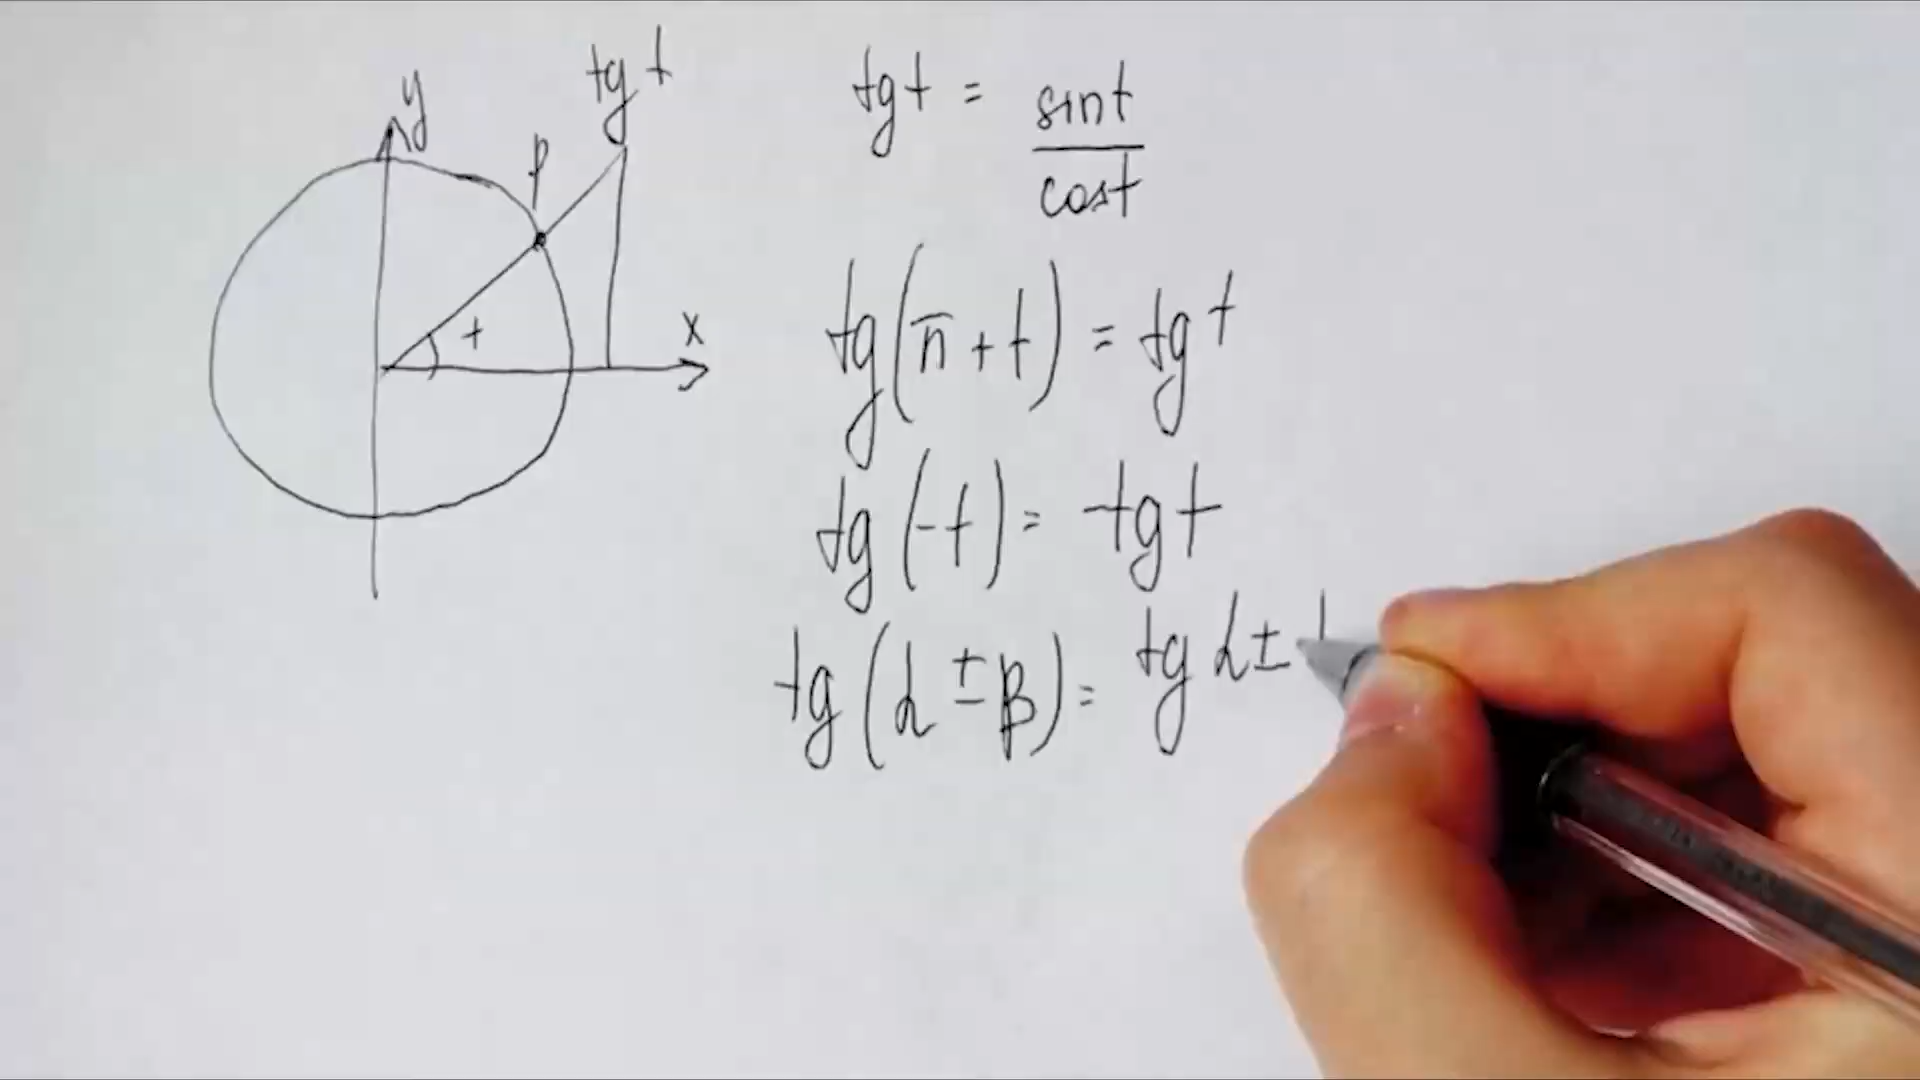 y
tg t
P
t
x
tg t = sin t / cos t
tg(π + t) = tg t
tg(-t) = -tg t
tg(α ± β) = tg α ±